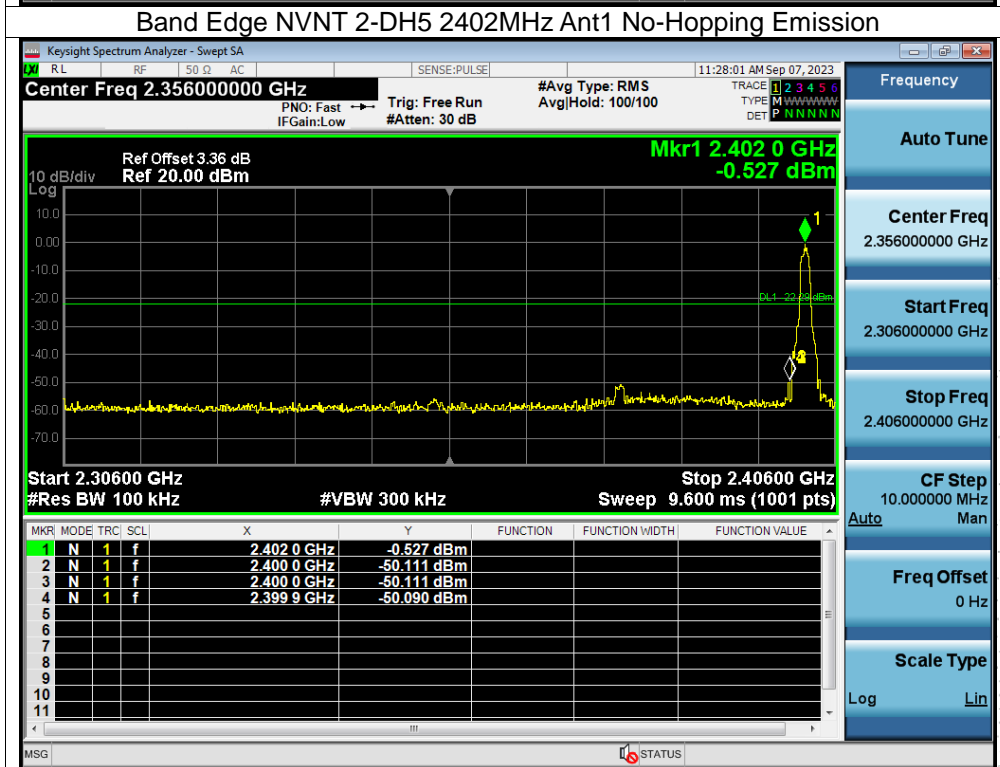 Band Edge NVNT 2-DH5 2402MHz Ant1 No-Hopping Emission
Keysight Spectrum Analyzer - Swept SA
LXI RL RF 50 Ω AC SENSE:PULSE 11:28:01 AM Sep 07, 2023
Center Freq 2.356000000 GHz
PNO: Fast
IFGain:Low
Trig: Free Run
#Atten: 30 dB
#Avg Type: RMS
Avg|Hold: 100/100
TRACE 1 2 3 4 5 6
TYPE M WWWWW
DET P N N N N N
Ref Offset 3.36 dB
10 dB/div Ref 20.00 dBm
Log
Mkr1 2.402 0 GHz
-0.527 dBm
10.0
0.00
-10.0
-20.0
-30.0
-40.0
-50.0
-60.0
-70.0
1
DL1 -22.29 dBm
Start 2.30600 GHz Stop 2.40600 GHz
#Res BW 100 kHz #VBW 300 kHz Sweep 9.600 ms (1001 pts)
MKR MODE TRC SCL X Y FUNCTION FUNCTION WIDTH FUNCTION VALUE
1 N 1 f 2.402 0 GHz -0.527 dBm
2 N 1 f 2.400 0 GHz -50.111 dBm
3 N 1 f 2.400 0 GHz -50.111 dBm
4 N 1 f 2.399 9 GHz -50.090 dBm
5
6
7
8
9
10
11
MSG STATUS
Frequency
Auto Tune
Center Freq
2.356000000 GHz
Start Freq
2.306000000 GHz
Stop Freq
2.406000000 GHz
CF Step
10.000000 MHz
Auto Man
Freq Offset
0 Hz
Scale Type
Log Lin